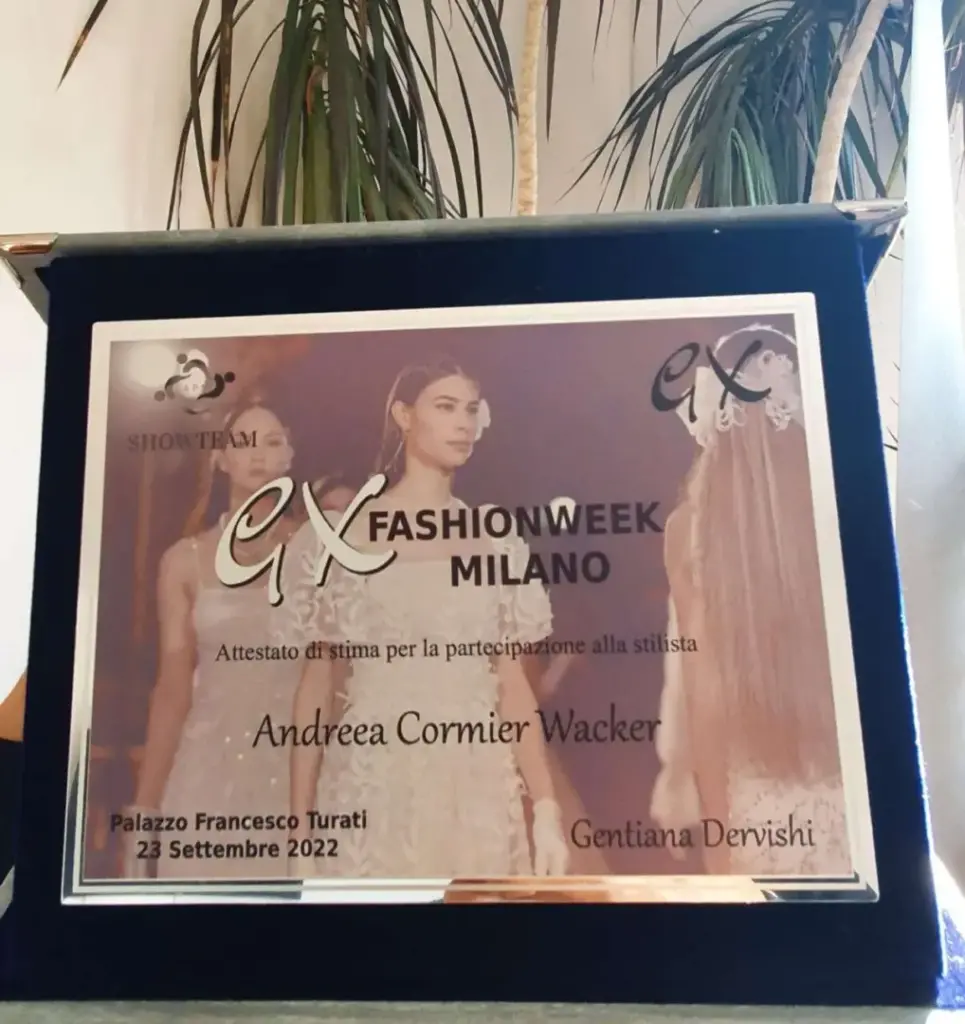 SHOWTEAM
GX
GX FASHIONWEEK
MILANO
Attestato di stima per la partecipazione alla stilista
Andreea Cormier Wacker
Palazzo Francesco Turati
23 Settembre 2022
Gentiana Dervishi